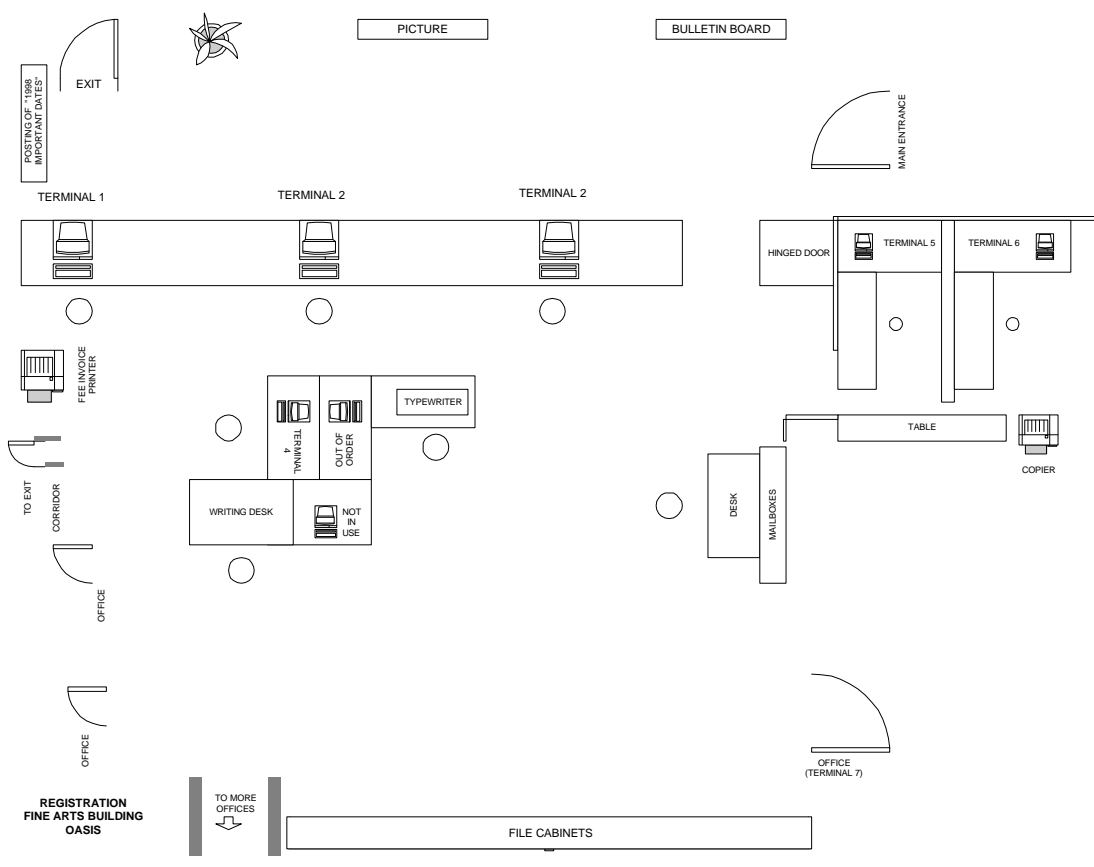 PICTURE
BULLETIN BOARD
EXIT
POSTING OF "1998
IMPORTANT DATES"
MAIN ENTRANCE
TERMINAL 1
TERMINAL 2
TERMINAL 2
HINGED DOOR
TERMINAL 5
TERMINAL 6
FEE INVOICE
PRINTER
TYPEWRITER
TERMINAL
4
OUT OF
ORDER
TABLE
COPIER
TO EXIT
CORRIDOR
WRITING DESK
NOT
IN
USE
DESK
MAILBOXES
OFFICE
OFFICE
OFFICE
(TERMINAL 7)
REGISTRATION
FINE ARTS BUILDING
OASIS
TO MORE
OFFICES
FILE CABINETS